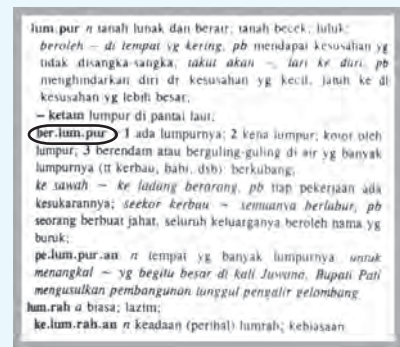 lum.pur n tanah lunak dan berair; tanah becek; luluk;
beroleh ~ di tempat yg kering, pb mendapat kesusahan yg
tidak disangka-sangka; takut akan ~, lari ke duri, pb
menghindarkan diri dr kesusahan yg kecil, jatuh ke di
kesusahan yg lebih besar;
– ketam lumpur di pantai laut;
ber.lum.pur 1 ada lumpurnya; 2 kena lumpur; kotor oleh
lumpur; 3 berendam atau berguling-guling di air yg banyak
lumpurnya (tt kerbau, babi, dsb); berkubang;
ke sawah ~ ke ladang berarang, pb tiap pekerjaan ada
kesukarannya; seekor kerbau ~ semuanya berlabur, pb
seorang berbuat jahat, seluruh keluarganya beroleh nama yg
buruk;
pe.lum.pur.an n tempat yg banyak lumpurnya: untuk
menangkal ~ yg begitu besar di kali Juwana, Bupati Pati
mengusulkan pembangunan tunggul pengalir gelombang
lum.rah a biasa; lazim;
ke.lum.rah.an n keadaan (perihal) lumrah; kebiasaan